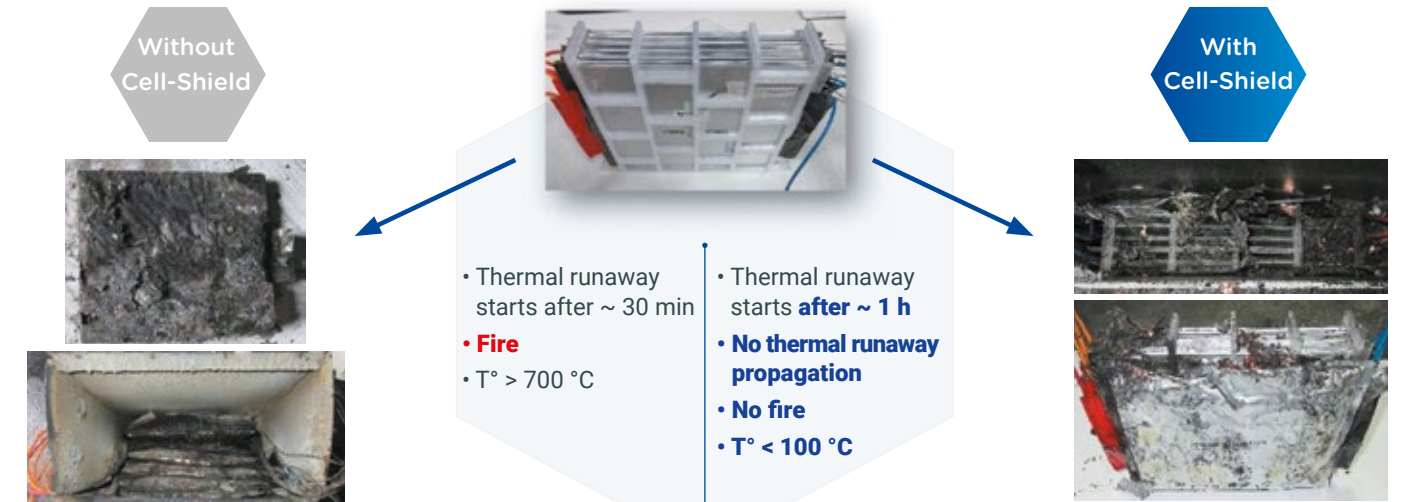 Without
Cell-Shield
With
Cell-Shield
• Thermal runaway
starts after ~ 30 min
• Fire
• T° > 700 °C
• Thermal runaway
starts after ~ 1 h
• No thermal runaway
propagation
• No fire
• T° < 100 °C